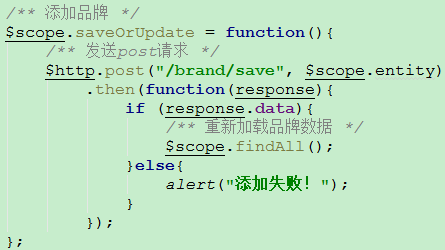 /** 添加品牌 */
$scope.saveOrUpdate = function(){
/** 发送post请求 */
$http.post("/brand/save", $scope.entity)
.then(function(response){
if (response.data){
/** 重新加载品牌数据 */
$scope.findAll();
}else{
alert("添加失败！");
}
});
};